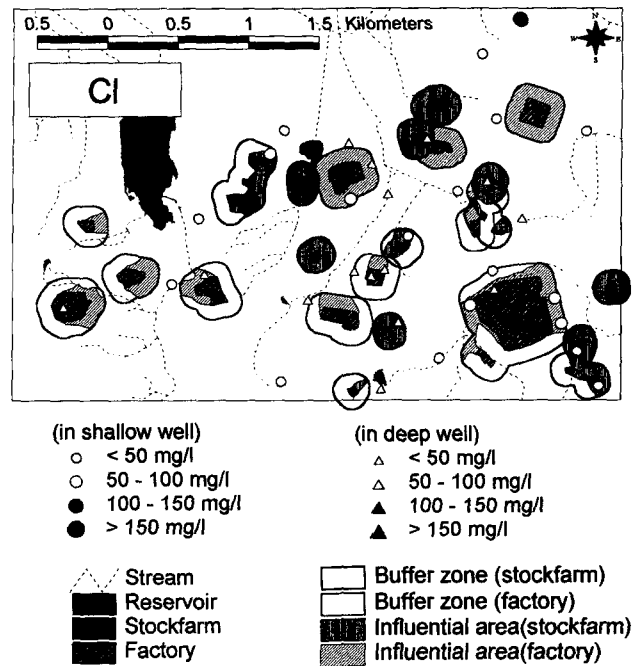 0.5 0 0.5 1 1.5 Kilometers
N
W E
S
Cl
(in shallow well)
< 50 mg/l
50 - 100 mg/l
100 - 150 mg/l
> 150 mg/l
(in deep well)
< 50 mg/l
50 - 100 mg/l
100 - 150 mg/l
> 150 mg/l
Stream
Reservoir
Stockfarm
Factory
Buffer zone (stockfarm)
Buffer zone (factory)
Influential area(stockfarm)
Influential area(factory)